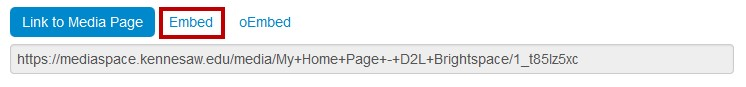 Link to Media Page Embed oEmbed
https://mediaspace.kennesaw.edu/media/My+Home+Page+-+D2L+Brightspace/1_t85lz5xc